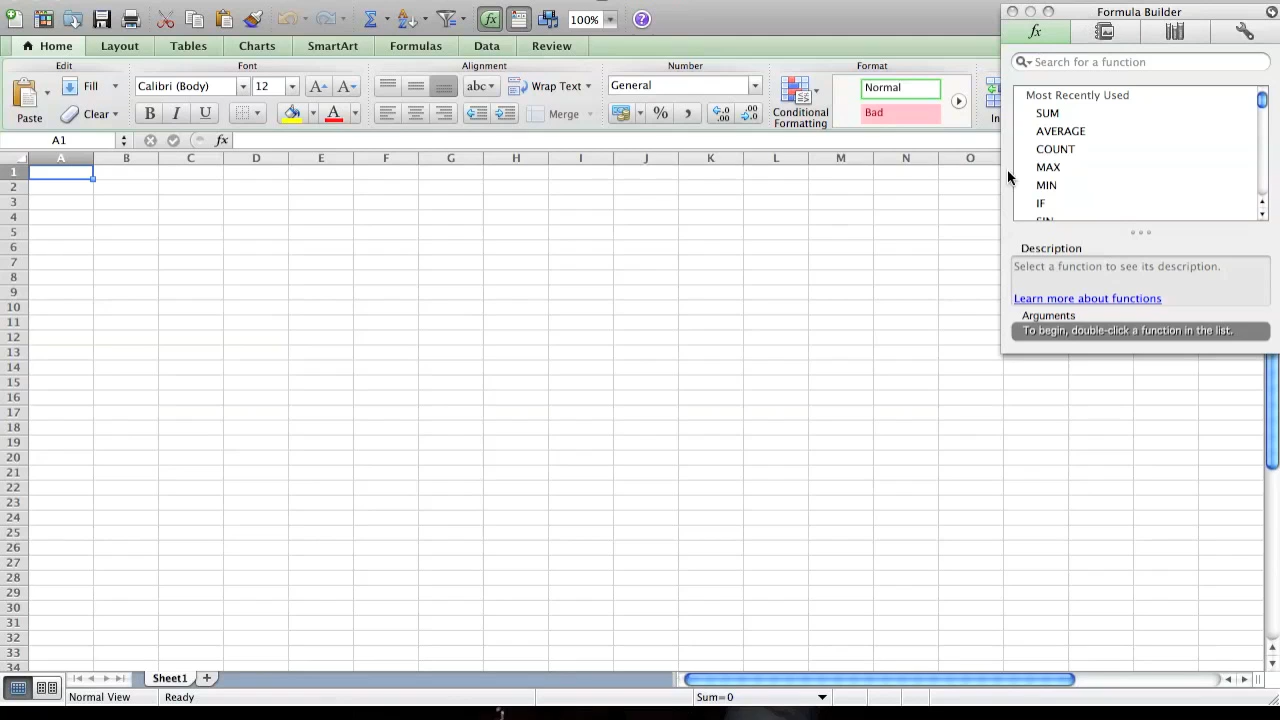 100%
Formula Builder
Home
Layout
Tables
Charts
SmartArt
Formulas
Data
Review
fx
Edit
Font
Alignment
Number
Format
Search for a function
Paste
Fill
Clear
Calibri (Body)
12
A
A
B
I
U
A
abc
Wrap Text
Merge
General
%
Conditional
Formatting
Normal
Bad
In
Most Recently Used
SUM
AVERAGE
COUNT
MAX
MIN
IF
SIN
A1
fx
A B C D E F G H I J K L M N O
1
2
3
4
5
6
7
8
9
10
11
12
13
14
15
16
17
18
19
20
21
22
23
24
25
26
27
28
29
30
31
32
33
34
Description
Select a function to see its description.
Learn more about functions
Arguments
To begin, double-click a function in the list.
Sheet1
Normal View
Ready
Sum=0